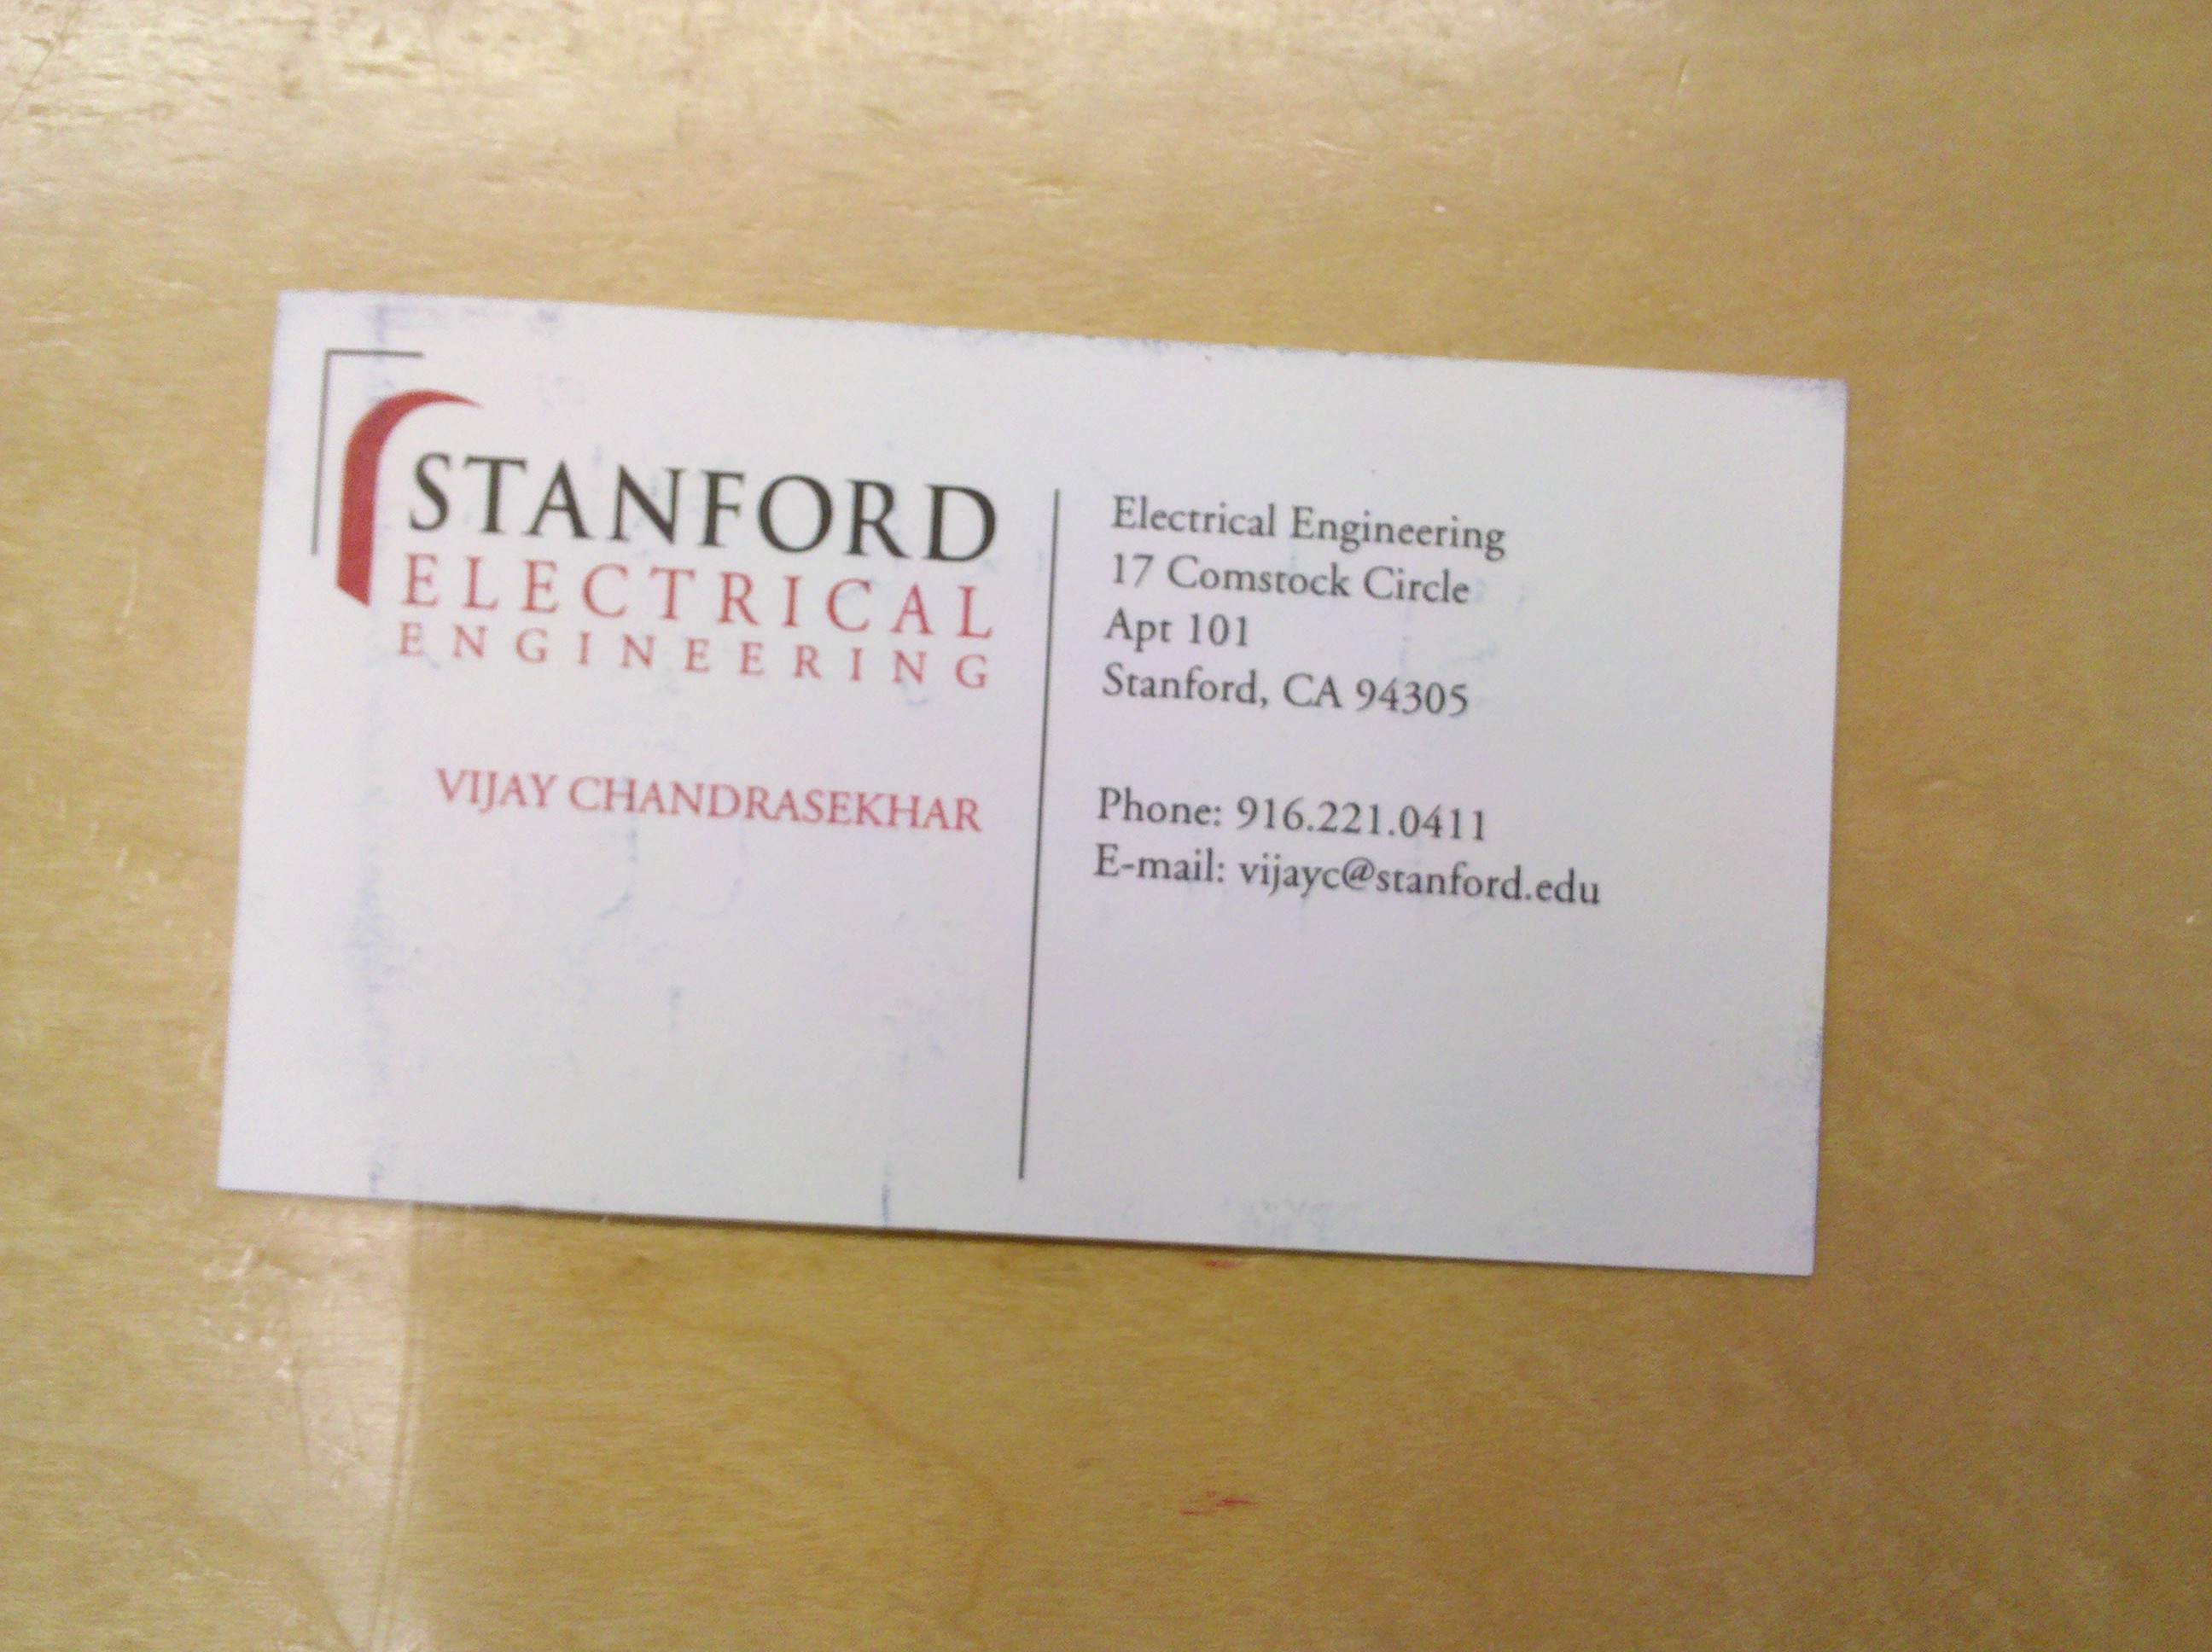 STANFORD
ELECTRICAL
ENGINEERING
VIJAY CHANDRASEKHAR
Electrical Engineering
17 Comstock Circle
Apt 101
Stanford, CA 94305
Phone: 916.221.0411
E-mail: vijayc@stanford.edu